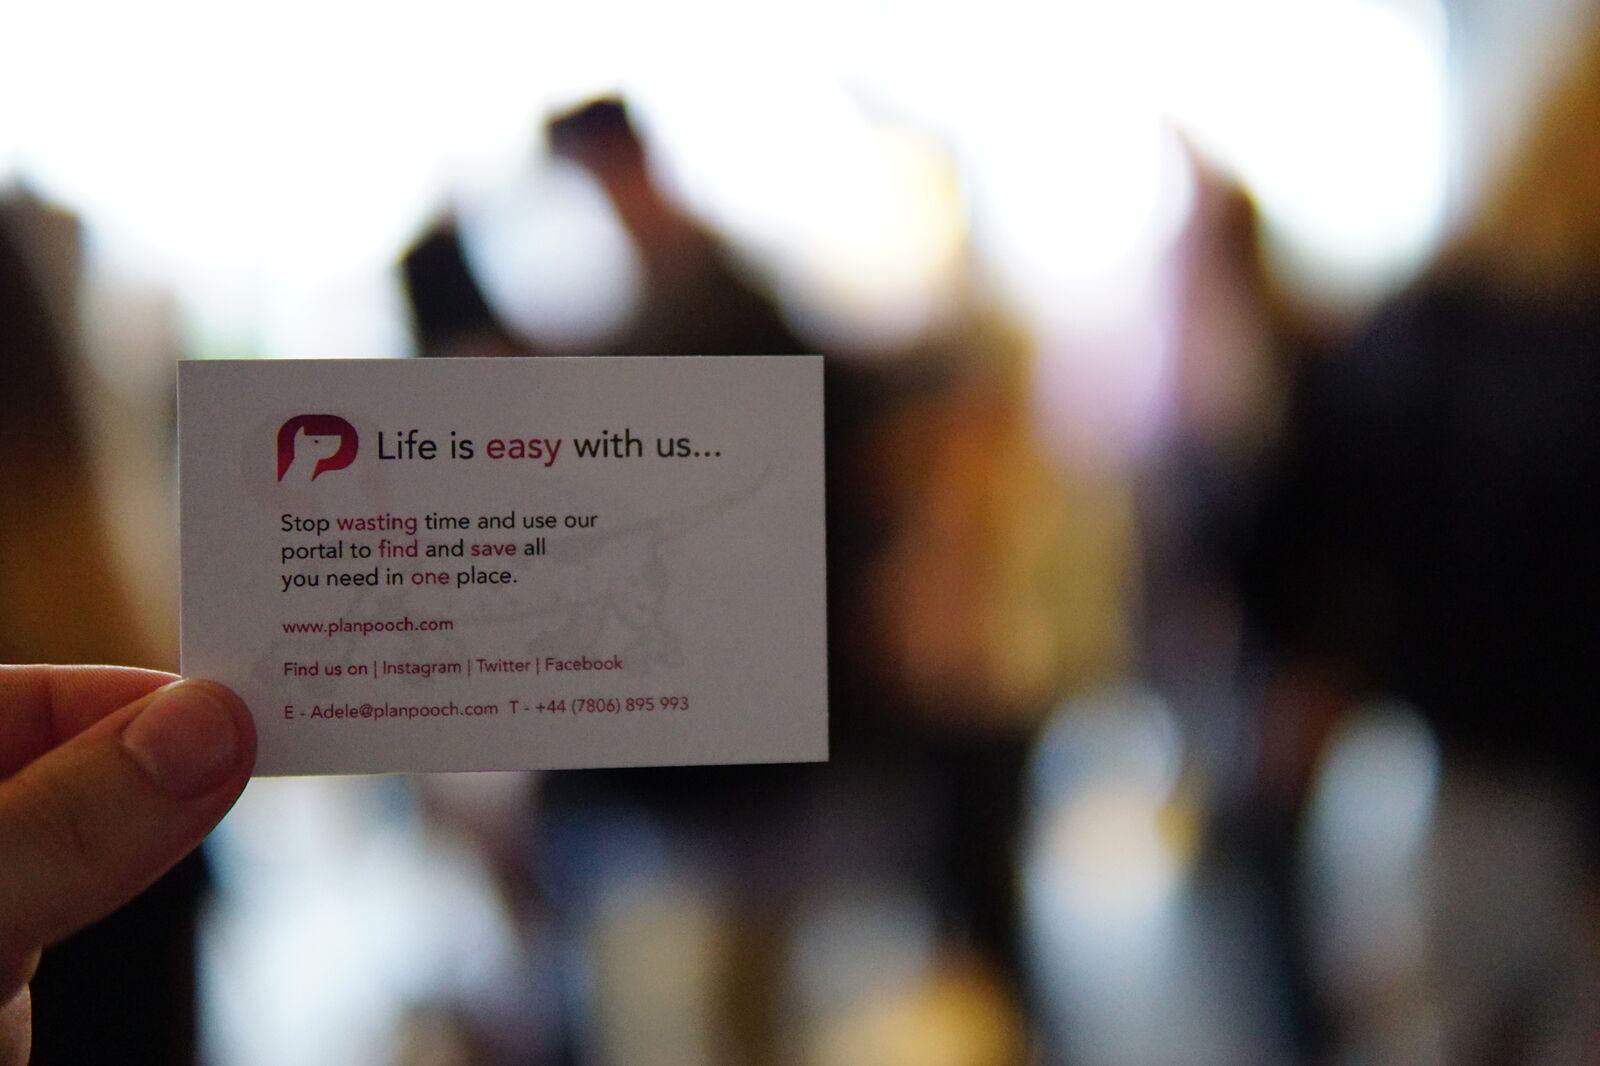 Life is easy with us...
Stop wasting time and use our
portal to find and save all
you need in one place.
www.planpooch.com
Find us on | Instagram | Twitter | Facebook
E - Adele@planpooch.com T - +44 (7806) 895 993